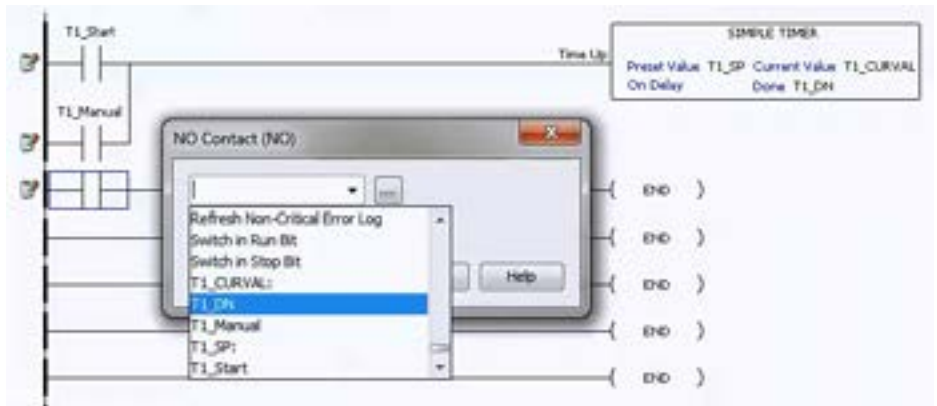 T1_Start
SIMPLE TIMER
Time Up
Preset Value T1_SP Current Value T1_CURVAL
On Delay Done T1_DN
T1_Manual
NO Contact (NO)
END
Refresh Non-Critical Error Log
Switch in Run Bit
END
Switch in Stop Bit
T1_CURVAL:
Help
END
T1_DN
T1_Manual
END
T1_SP:
T1_Start
END